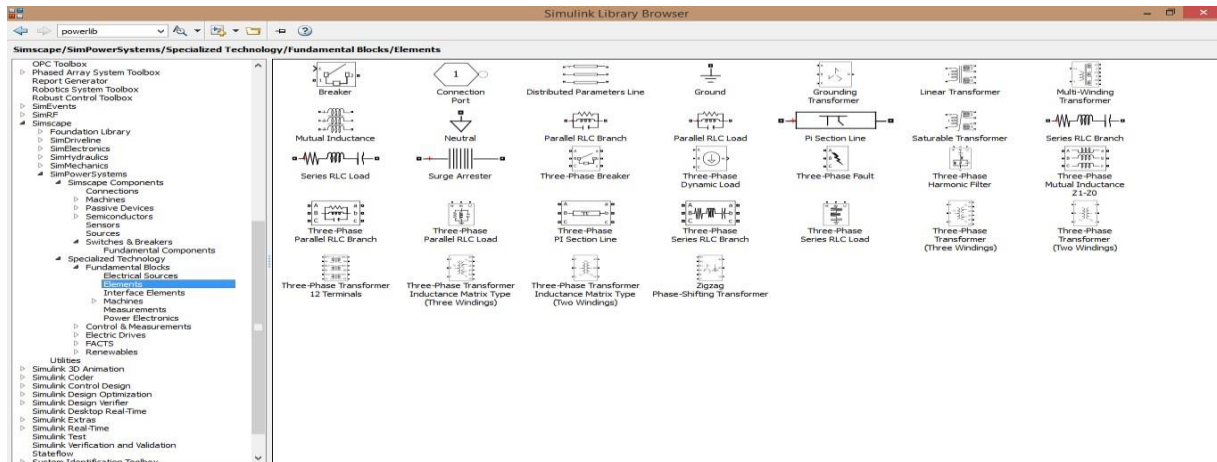 Simulink Library Browser
powerlib
Simscape/SimPowerSystems/Specialized Technology/Fundamental Blocks/Elements
OPC Toolbox
Phased Array System Toolbox
Report Generator
Robotics System Toolbox
Robust Control Toolbox
SimEvents
SimRF
Simscape
Foundation Library
SimDriveline
SimElectronics
SimHydraulics
SimMechanics
SimPowerSystems
Simscape Components
Connections
Machines
Passive Devices
Semiconductors
Sensors
Sources
Switches & Breakers
Fundamental Components
Specialized Technology
Fundamental Blocks
Electrical Sources
Elements
Interface Elements
Machines
Measurements
Power Electronics
Control & Measurements
Electric Drives
FACTS
Renewables
Utilities
Simulink 3D Animation
Simulink Coder
Simulink Control Design
Simulink Design Optimization
Simulink Design Verifier
Simulink Desktop Real-Time
Simulink Extras
Simulink Real-Time
Simulink Test
Simulink Verification and Validation
Stateflow
System Identification Toolbox
1
Breaker
Connection
Port
Distributed Parameters Line
Ground
Grounding
Transformer
Linear Transformer
Multi-Winding
Transformer
Mutual Inductance
Neutral
Parallel RLC Branch
Parallel RLC Load
PI Section Line
Saturable Transformer
Series RLC Branch
Series RLC Load
Surge Arrester
Three-Phase Breaker
Three-Phase
Dynamic Load
Three-Phase Fault
Three-Phase
Harmonic Filter
Three-Phase
Mutual Inductance
Z1-Z0
Three-Phase
Parallel RLC Branch
Three-Phase
Parallel RLC Load
Three-Phase
PI Section Line
Three-Phase
Series RLC Branch
Three-Phase
Series RLC Load
Three-Phase
Transformer
(Three Windings)
Three-Phase
Transformer
(Two Windings)
Three-Phase Transformer
12 Terminals
Three-Phase Transformer
Inductance Matrix Type
(Three Windings)
Three-Phase Transformer
Inductance Matrix Type
(Two Windings)
Zigzag
Phase-Shifting Transformer